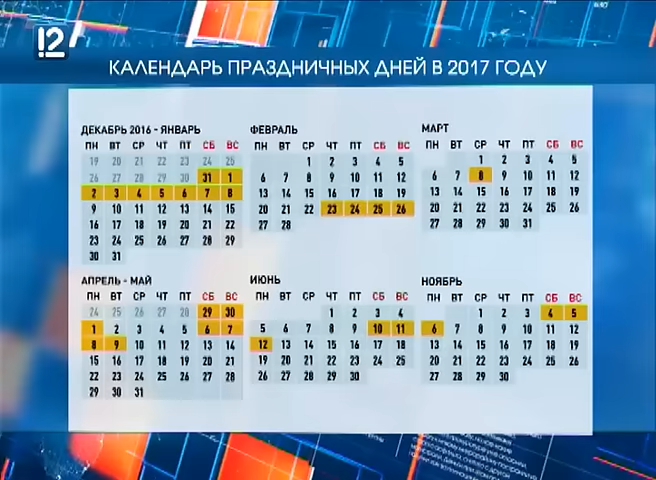 12
КАЛЕНДАРЬ ПРАЗДНИЧНЫХ ДНЕЙ В 2017 ГОДУ
ДЕКАБРЬ 2016 - ЯНВАРЬ
ПН ВТ СР ЧТ ПТ СБ ВС
19 20 21 22 23 24 25
26 27 28 29 30 31 1
2 3 4 5 6 7 8
9 10 11 12 13 14 15
16 17 18 19 20 21 22
23 24 25 26 27 28 29
30 31
ФЕВРАЛЬ
ПН ВТ СР ЧТ ПТ СБ ВС
1 2 3 4 5
6 7 8 9 10 11 12
13 14 15 16 17 18 19
20 21 22 23 24 25 26
27 28
МАРТ
ПН ВТ СР ЧТ ПТ СБ ВС
1 2 3 4 5
6 7 8 9 10 11 12
13 14 15 16 17 18 19
20 21 22 23 24 25 26
27 28 29 30 31
АПРЕЛЬ - МАЙ
ПН ВТ СР ЧТ ПТ СБ ВС
24 25 26 27 28 29 30
1 2 3 4 5 6 7
8 9 10 11 12 13 14
15 16 17 18 19 20 21
22 23 24 25 26 27 28
29 30 31
ИЮНЬ
ПН ВТ СР ЧТ ПТ СБ ВС
1 2 3 4
5 6 7 8 9 10 11
12 13 14 15 16 17 18
19 20 21 22 23 24 25
26 27 28 29 30
НОЯБРЬ
ПН ВТ СР ЧТ ПТ СБ ВС
1 2 3 4 5
6 7 8 9 10 11 12
13 14 15 16 17 18 19
20 21 22 23 24 25 26
27 28 29 30